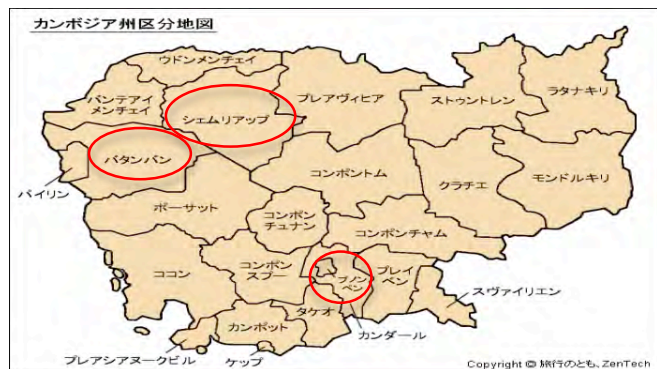 カンボジア州区分地図
ウドンメンチェイ
バンテアイ
メンチェイ
シェムリアップ
プレアヴィヒア
ストゥントレン
ラタナキリ
バタンバン
パイリン
コンポントム
クラチエ
モンドルキリ
ポーサット
コンポン
チュナン
コンポンチャム
ココン
コンポン
スプー
プノン
ペン
プレイ
ベン
スヴァイリエン
タケオ
カンポット
カンダール
プレアシアヌークビル
ケップ
Copyright © 旅行のとも、ZenTech